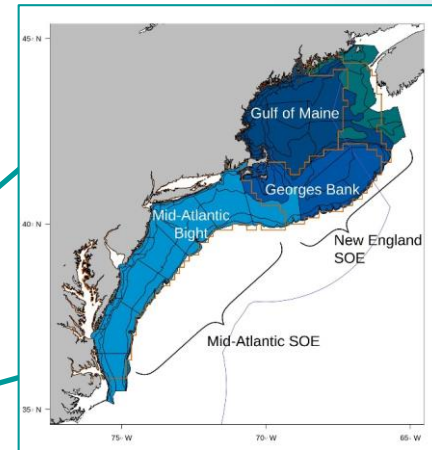 45- N
Gulf of Maine
Georges Bank
Mid-Atlantic
Bight
40- N
New England
SOE
Mid-Atlantic SOE
35- N
75- W
70- W
65- W